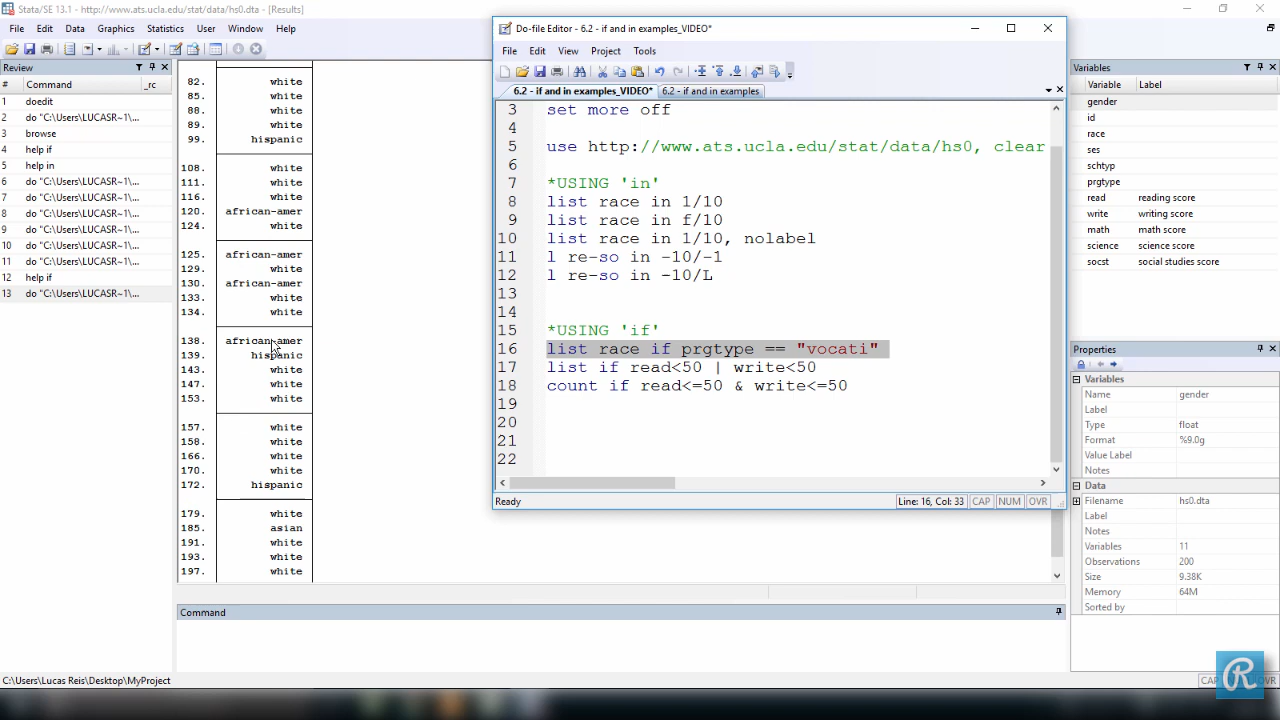 Stata/SE 13.1 - http://www.ats.ucla.edu/stat/data/hs0.dta - [Results]
File Edit Data Graphics Statistics User Window Help
Review
# Command _rc
1 doedit
2 do "C:\Users\LUCASR~1\...
3 browse
4 help if
5 help in
6 do "C:\Users\LUCASR~1\...
7 do "C:\Users\LUCASR~1\...
8 do "C:\Users\LUCASR~1\...
9 do "C:\Users\LUCASR~1\...
10 do "C:\Users\LUCASR~1\...
11 do "C:\Users\LUCASR~1\...
12 help if
13 do "C:\Users\LUCASR~1\...
82. white
85. white
88. white
89. white
99. hispanic
108. white
111. white
116. white
120. african-amer
124. white
125. african-amer
129. white
130. african-amer
133. white
134. white
138. african-amer
139. hispanic
143. white
147. white
153. white
157. white
158. white
166. white
170. white
172. hispanic
179. white
185. asian
191. white
193. white
197. white
Command
Do-file Editor - 6.2 - if and in examples_VIDEO*
File Edit View Project Tools
6.2 - if and in examples_VIDEO* 6.2 - if and in examples
3 set more off
4
5 use http://www.ats.ucla.edu/stat/data/hs0, clear
6
7 *USING 'in'
8 list race in 1/10
9 list race in f/10
10 list race in 1/10, nolabel
11 l re-so in -10/-1
12 l re-so in -10/L
13
14
15 *USING 'if'
16 list race if prgtype == "vocati"
17 list if read<50 | write<50
18 count if read<=50 & write<=50
19
20
21
22
Ready Line: 16, Col: 33 CAP NUM OVR
Variables
Variable Label
gender
id
race
ses
schtyp
prgtype
read reading score
write writing score
math math score
science science score
socst social studies score
Properties
Variables
Name gender
Label
Type float
Format %9.0g
Value Label
Notes
Data
Filename hs0.dta
Label
Notes
Variables 11
Observations 200
Size 9.38K
Memory 64M
Sorted by
C:\Users\Lucas Reis\Desktop\MyProject
CAP OVR
R